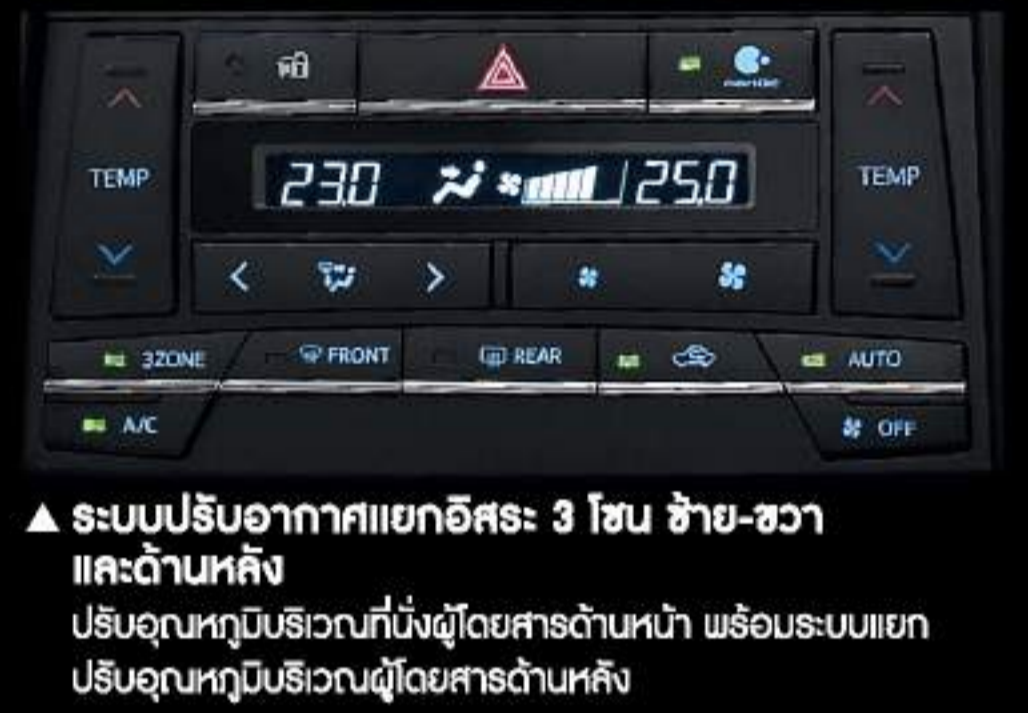 TEMP
23.0 25.0
TEMP
3ZONE
FRONT
REAR
AUTO
A/C
OFF
▲ ระบบปรับอากาศแยกอิสระ 3 โซน ซ้าย-ขวา
และด้านหลัง
ปรับอุณหภูมิบริเวณที่นั่งผู้โดยสารด้านหน้า พร้อมระบบแยก
ปรับอุณหภูมิบริเวณผู้โดยสารด้านหลัง